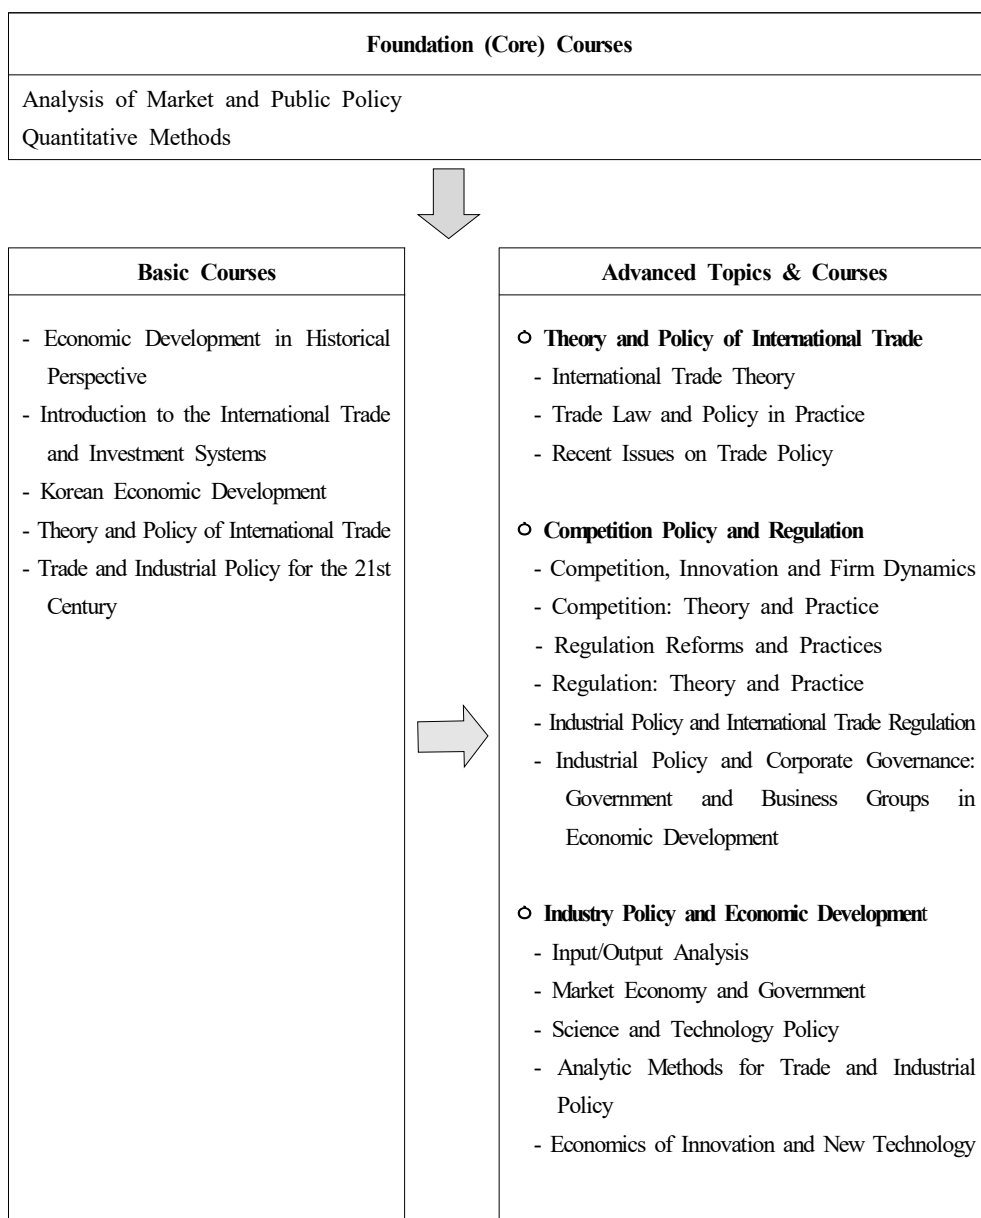 Foundation (Core) Courses
Analysis of Market and Public Policy
Quantitative Methods
Basic Courses
- Economic Development in Historical
Perspective
- Introduction to the International Trade
and Investment Systems
- Korean Economic Development
- Theory and Policy of International Trade
- Trade and Industrial Policy for the 21st
Century
Advanced Topics & Courses
○ Theory and Policy of International Trade
- International Trade Theory
- Trade Law and Policy in Practice
- Recent Issues on Trade Policy
○ Competition Policy and Regulation
- Competition, Innovation and Firm Dynamics
- Competition: Theory and Practice
- Regulation Reforms and Practices
- Regulation: Theory and Practice
- Industrial Policy and International Trade Regulation
- Industrial Policy and Corporate Governance:
Government and Business Groups in
Economic Development
○ Industry Policy and Economic Development
- Input/Output Analysis
- Market Economy and Government
- Science and Technology Policy
- Analytic Methods for Trade and Industrial
Policy
- Economics of Innovation and New Technology